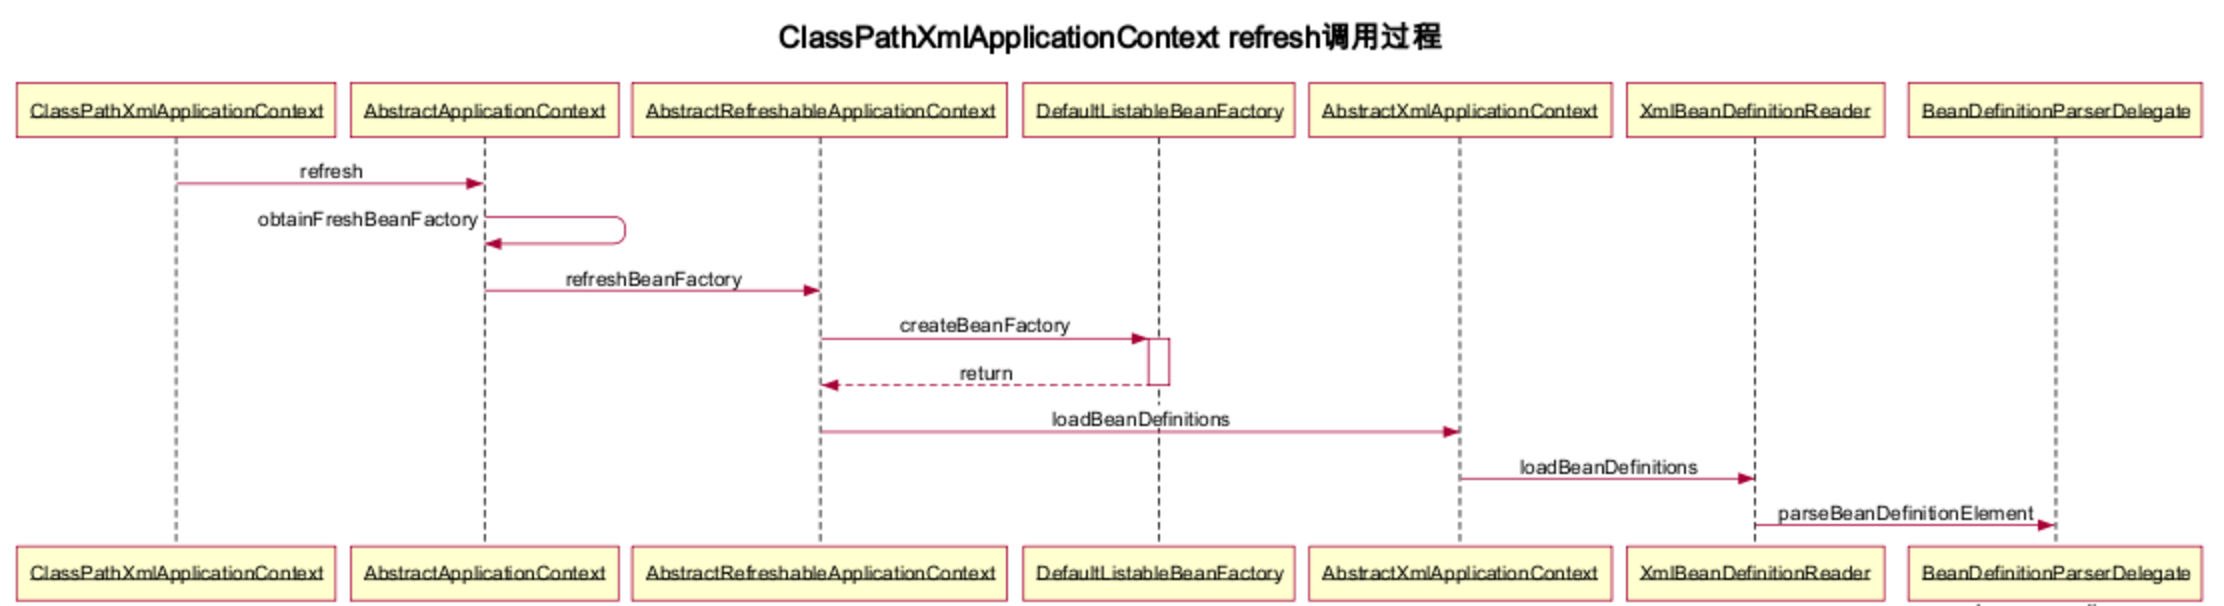 ClassPathXmlApplicationContext refresh调用过程
ClassPathXmlApplicationContext
AbstractApplicationContext
AbstractRefreshableApplicationContext
DefaultListableBeanFactory
AbstractXmlApplicationContext
XmlBeanDefinitionReader
BeanDefinitionParserDelegate
refresh
obtainFreshBeanFactory
refreshBeanFactory
createBeanFactory
return
loadBeanDefinitions
loadBeanDefinitions
parseBeanDefinitionElement
ClassPathXmlApplicationContext
AbstractApplicationContext
AbstractRefreshableApplicationContext
DefaultListableBeanFactory
AbstractXmlApplicationContext
XmlBeanDefinitionReader
BeanDefinitionParserDelegate